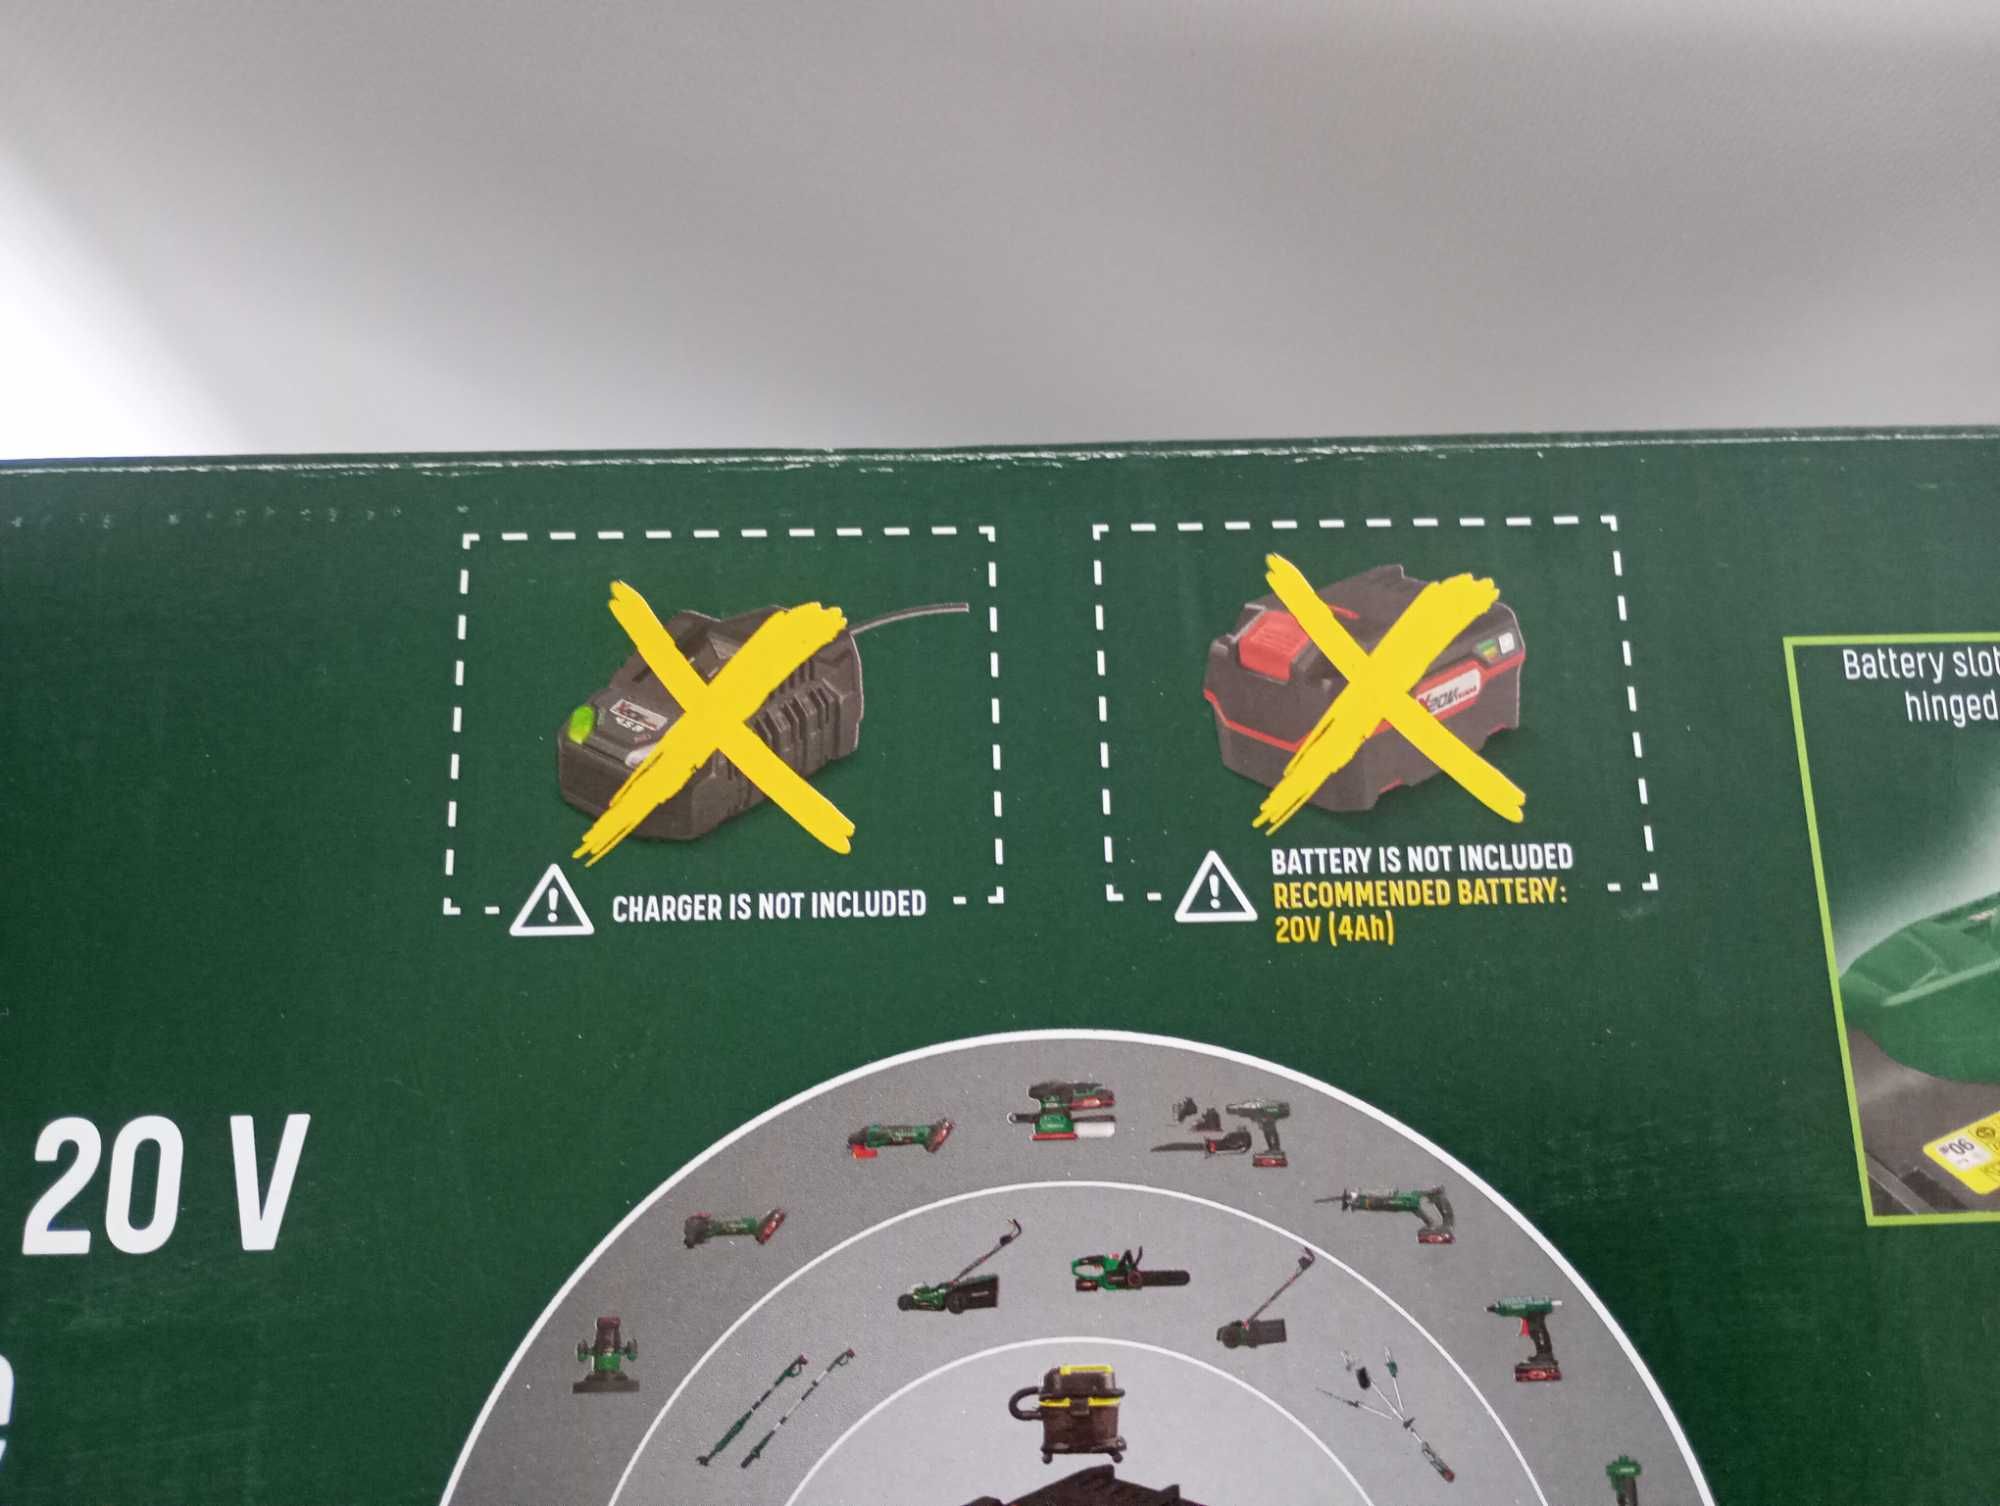 CHARGER IS NOT INCLUDED
BATTERY IS NOT INCLUDED
RECOMMENDED BATTERY:
20V (4Ah)
Battery slot
hinged
20 V